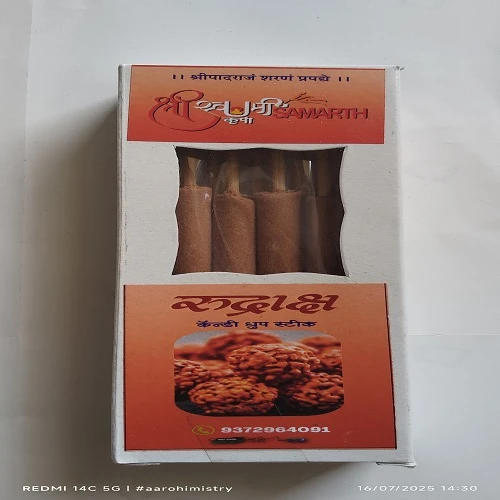 ।। श्रीपादराजं शरणं प्रपद्ये ।।
श्री स्वामी
कृपा SAMARTH
रुद्राक्ष
कॅन्डी धुप स्टीक
9372964091
REDMI 14C 5G | #aarohimistry 16/07/2025 14:30